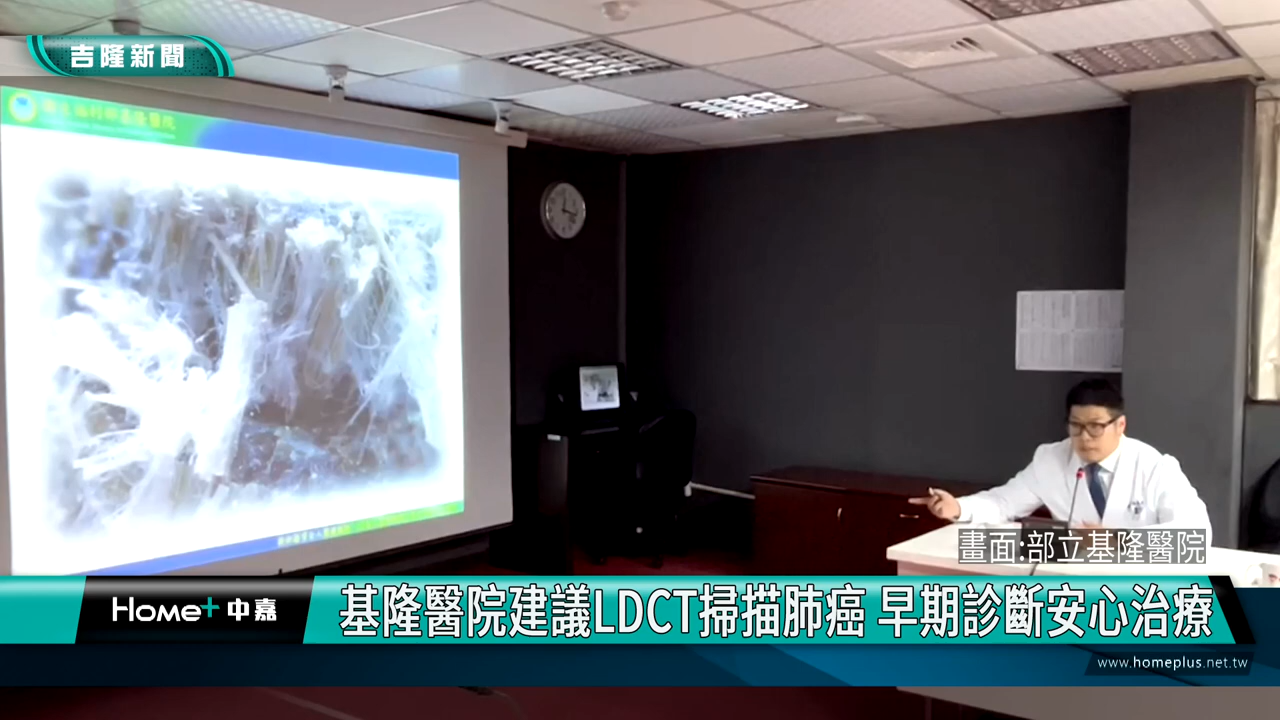 吉隆新聞
畫面:部立基隆醫院
Home+ 中嘉
基隆醫院建議LDCT掃描肺癌 早期診斷安心治療
www.homeplus.net.tw